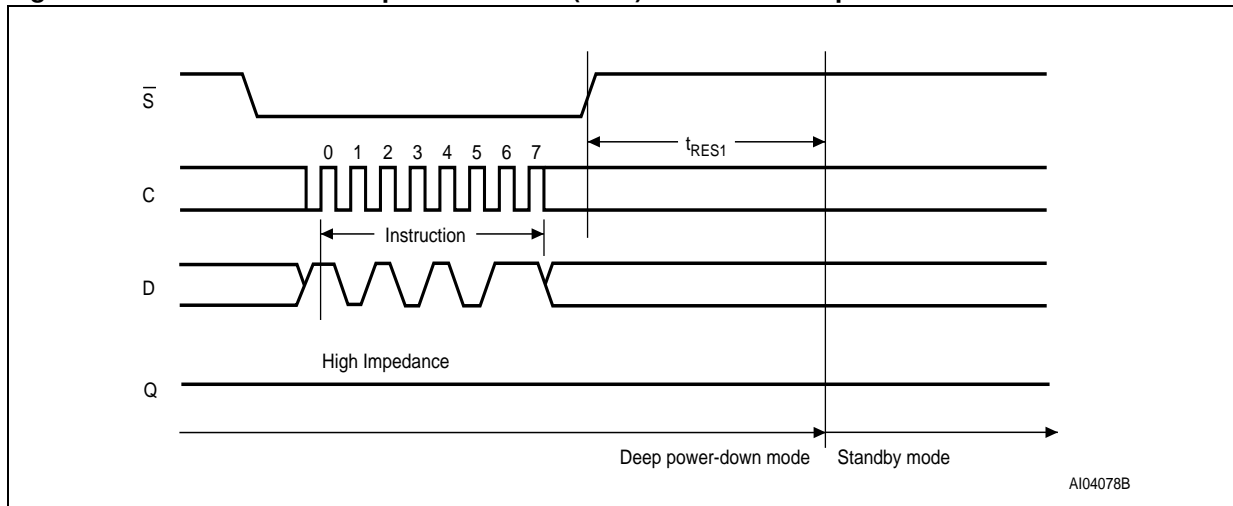 S
tRES1
0 1 2 3 4 5 6 7
C
Instruction
D
High Impedance
Q
Deep power-down mode Standby mode
AI04078B